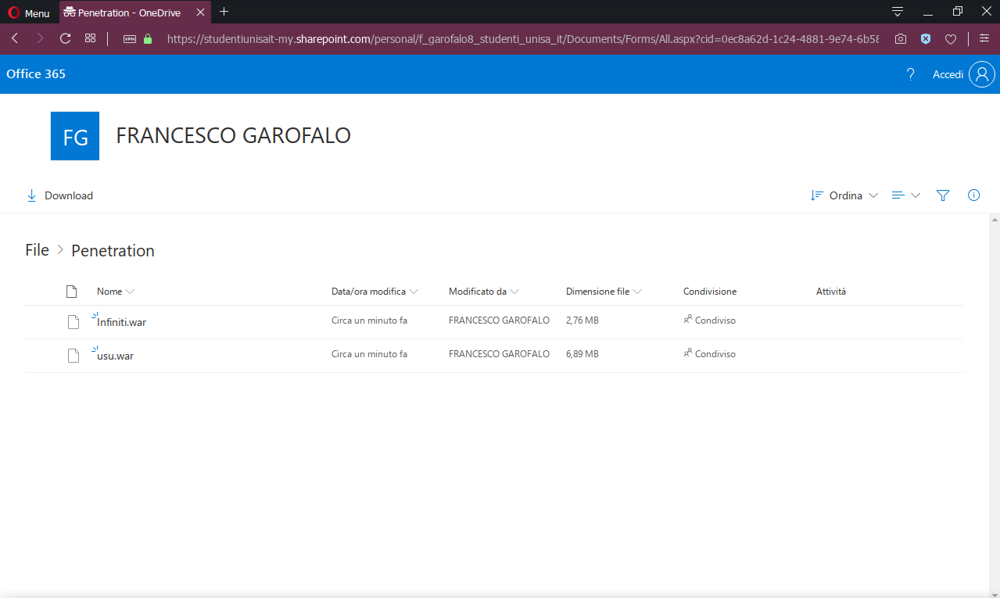 Menu
Penetration - OneDrive
VPN
https://studentiunisait-my.sharepoint.com/personal/f_garofalo8_studenti_unisa_it/Documents/Forms/All.aspx?cid=0ec8a62d-1c24-4881-9e74-6b58
Office 365
? Accedi
FG FRANCESCO GAROFALO
Download Ordina
File > Penetration
Nome Data/ora modifica Modificato da Dimensione file Condivisione Attività
Infiniti.war Circa un minuto fa FRANCESCO GAROFALO 2,76 MB Condiviso
usu.war Circa un minuto fa FRANCESCO GAROFALO 6,89 MB Condiviso